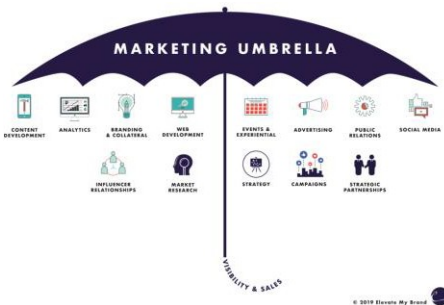 MARKETING UMBRELLA
CONTENT
DEVELOPMENT
ANALYTICS
BRANDING
& COLLATERAL
WEB
DEVELOPMENT
EVENTS &
EXPERIENTIAL
ADVERTISING
PUBLIC
RELATIONS
SOCIAL MEDIA
INFLUENCER
RELATIONSHIPS
MARKET
RESEARCH
STRATEGY
CAMPAIGNS
STRATEGIC
PARTNERSHIPS
VISIBILITY & SALES
© 2019 Elevate My Brand